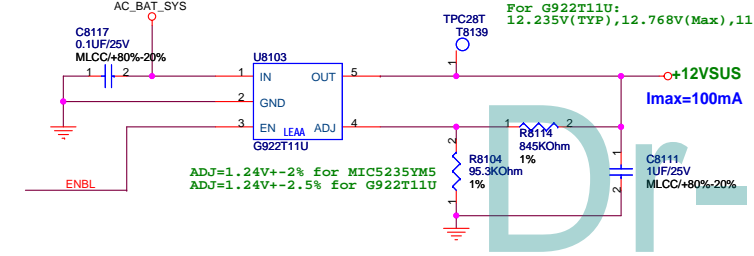 AC_BAT_SYS
For G922T11U:
12.235V(TYP),12.768V(Max),11
TPC28T
T8139
C8117
0.1UF/25V
MLCC/+80%-20%
1 2
U8103
1 IN OUT 5
2 GND
3 EN LEAA ADJ 4
G922T11U
1
+12VSUS
Imax=100mA
1 2
R8114
845KOhm
1%
2
R8104
95.3KOhm
1%
1
1
C8111
1UF/25V
MLCC/+80%-20%
2
ADJ=1.24V+-2% for MIC5235YM5
ADJ=1.24V+-2.5% for G922T11U
ENBL
Dr-